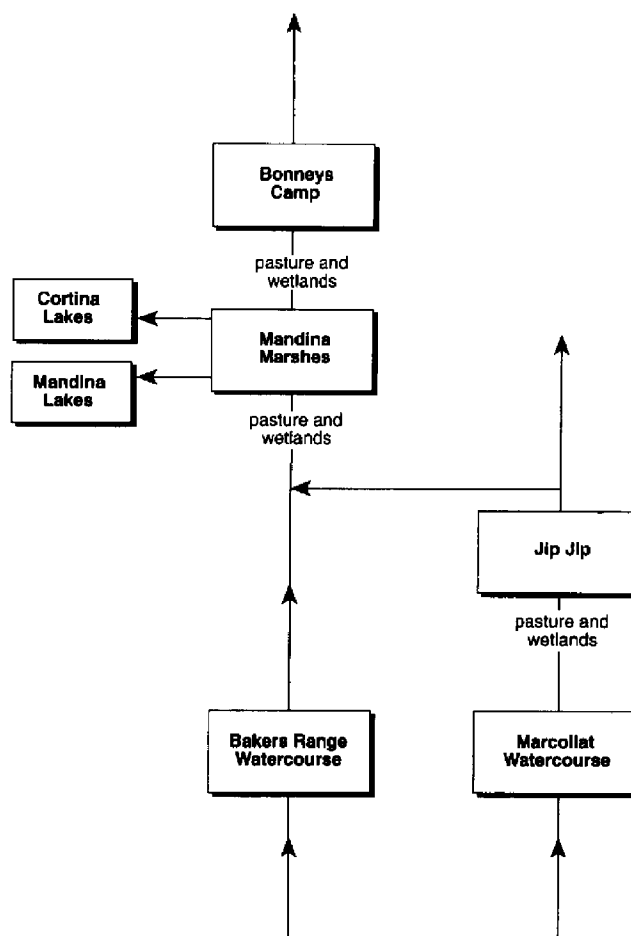 Bonneys
Camp
pasture and
wetlands
Cortina
Lakes
Mandina
Marshes
Mandina
Lakes
pasture and
wetlands
Jip Jip
pasture and
wetlands
Bakers Range
Watercourse
Marcollat
Watercourse